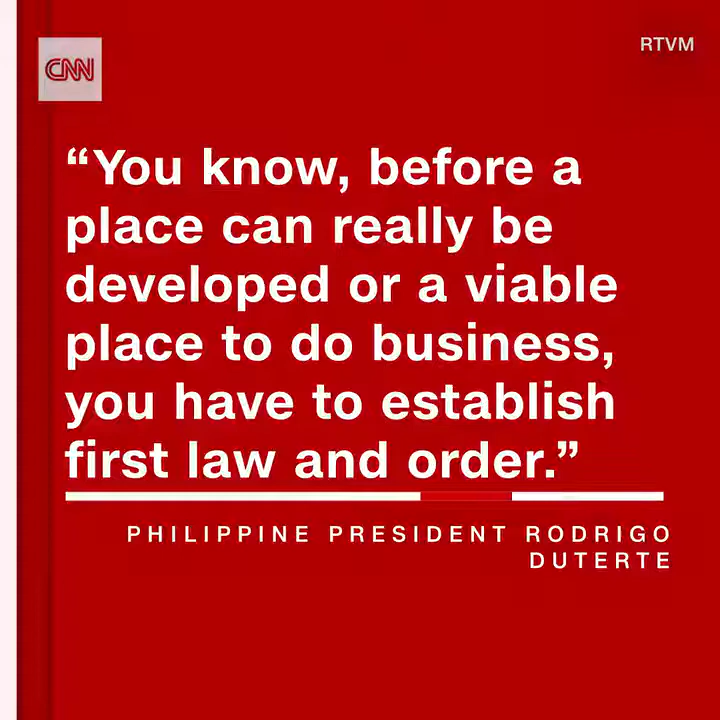 CNN
RTVM
“You know, before a
place can really be
developed or a viable
place to do business,
you have to establish
first law and order.”
PHILIPPINE PRESIDENT RODRIGO
DUTERTE